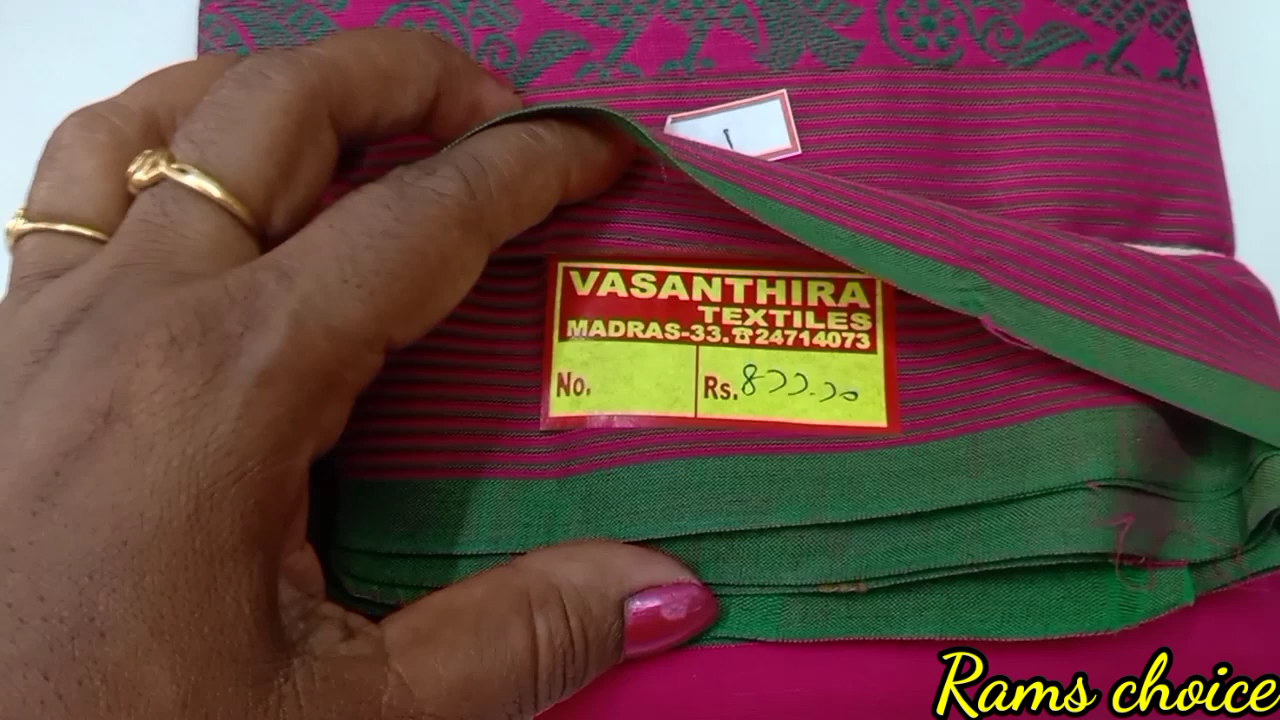 VASANTHIRA
TEXTILES
MADRAS-33.☎24714073
No.
Rs.
Rams choice